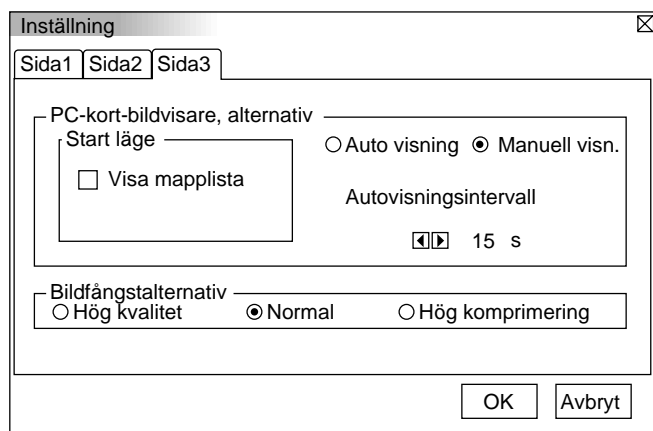 Inställning
Sida1 Sida2 Sida3
PC-kort-bildvisare, alternativ
Start läge
Auto visning Manuell visn.
Visa mapplista
Autovisningsintervall
15 s
Bildfångstalternativ
Hög kvalitet Normal Hög komprimering
OK Avbryt